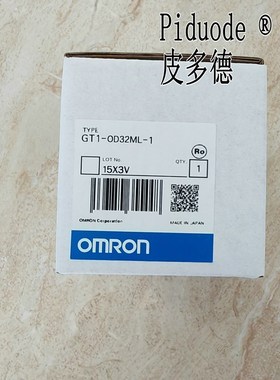 Piduode ®
皮多德
TYPE
GT1-OD32ML-1
Ro
LOT No.
QTY.
15X3V
1
OMRON Corporation
MADE IN JAPAN
OMRON